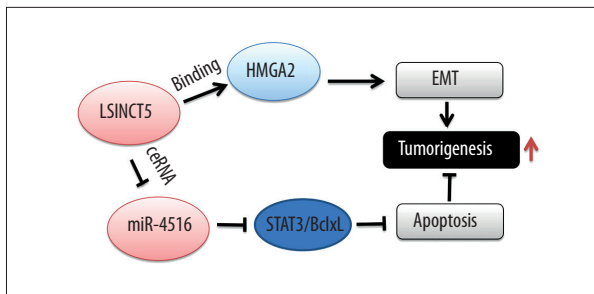 Binding
HMGA2
EMT
LSINCT5
Tumorigenesis
ceRNA
miR-4516
STAT3/BclxL
Apoptosis